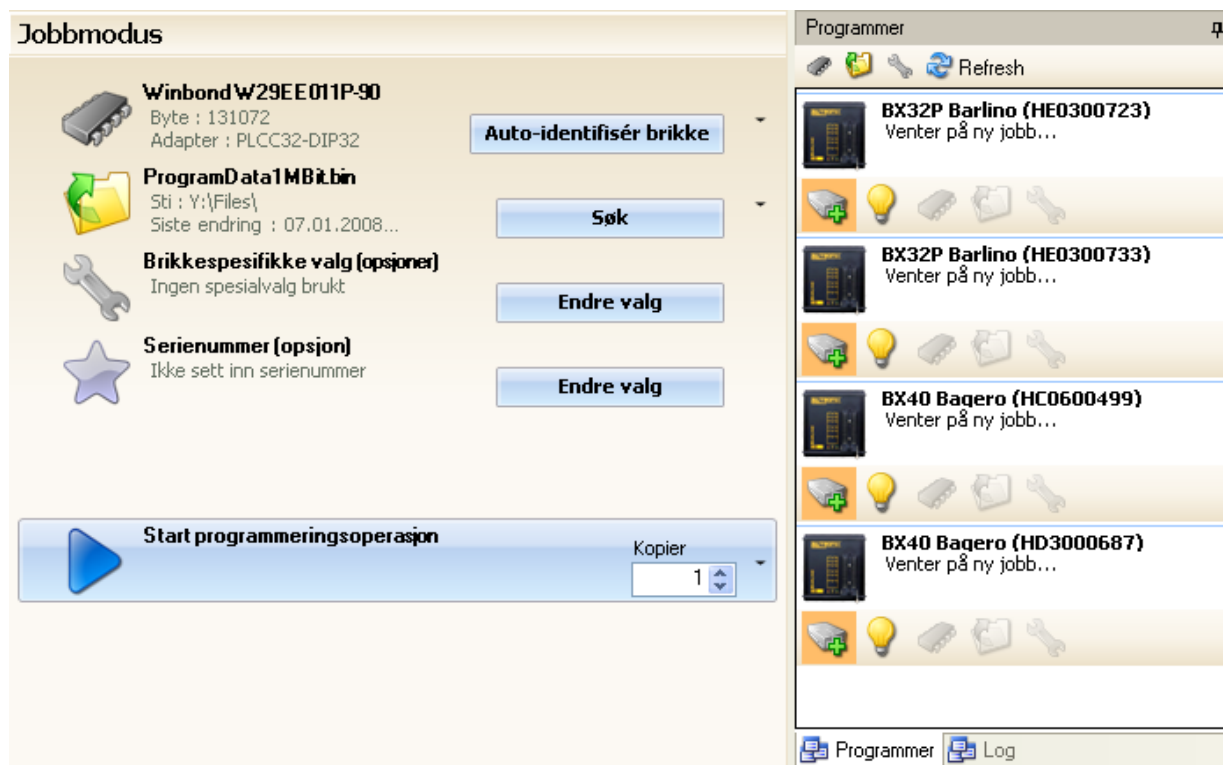 Jobbmodus
Winbond W29EE011P-90
Byte : 131072
Adapter : PLCC32-DIP32
Auto-identifisér brikke
ProgramData1MBit.bin
Sti : Y:\Files\
Siste endring : 07.01.2008...
Søk
Brikkespesifikke valg (opsjoner)
Ingen spesialvalg brukt
Endre valg
Serienummer (opsjon)
Ikke sett inn serienummer
Endre valg
Start programmeringsoperasjon
Kopier
1
Programmer
Refresh
BX32P Barlino (HE0300723)
Venter på ny jobb...
BX32P Barlino (HE0300733)
Venter på ny jobb...
BX40 Bagero (HC0600499)
Venter på ny jobb...
BX40 Bagero (HD3000687)
Venter på ny jobb...
Programmer
Log